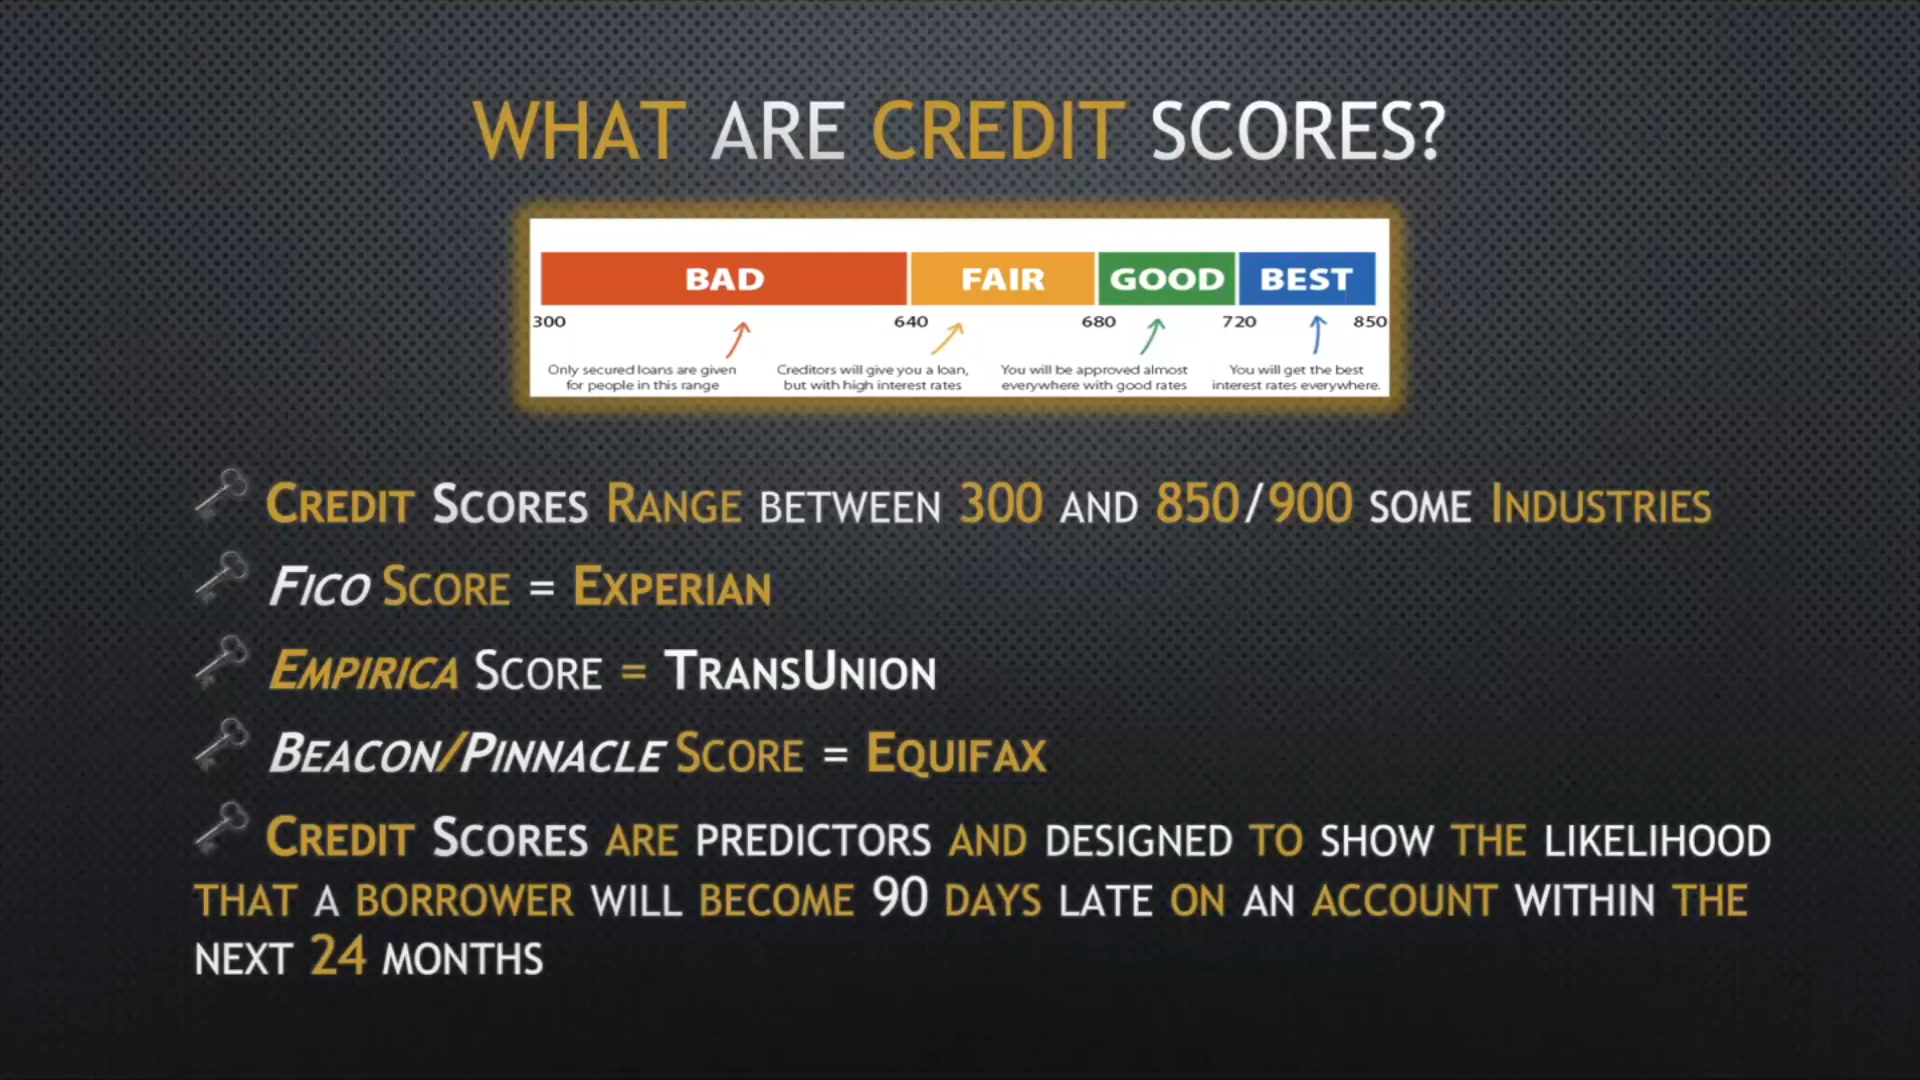 WHAT ARE CREDIT SCORES?
BAD FAIR GOOD BEST
300 640 680 720 850
Only secured loans are given
for people in this range
Creditors will give you a loan,
but with high interest rates
You will be approved almost
everywhere with good rates
You will get the best
interest rates everywhere.
CREDIT SCORES RANGE BETWEEN 300 AND 850/900 SOME INDUSTRIES
FICO SCORE = EXPERIAN
EMPIRICA SCORE = TRANSUNION
BEACON/PINNACLE SCORE = EQUIFAX
CREDIT SCORES ARE PREDICTORS AND DESIGNED TO SHOW THE LIKELIHOOD
THAT A BORROWER WILL BECOME 90 DAYS LATE ON AN ACCOUNT WITHIN THE
NEXT 24 MONTHS